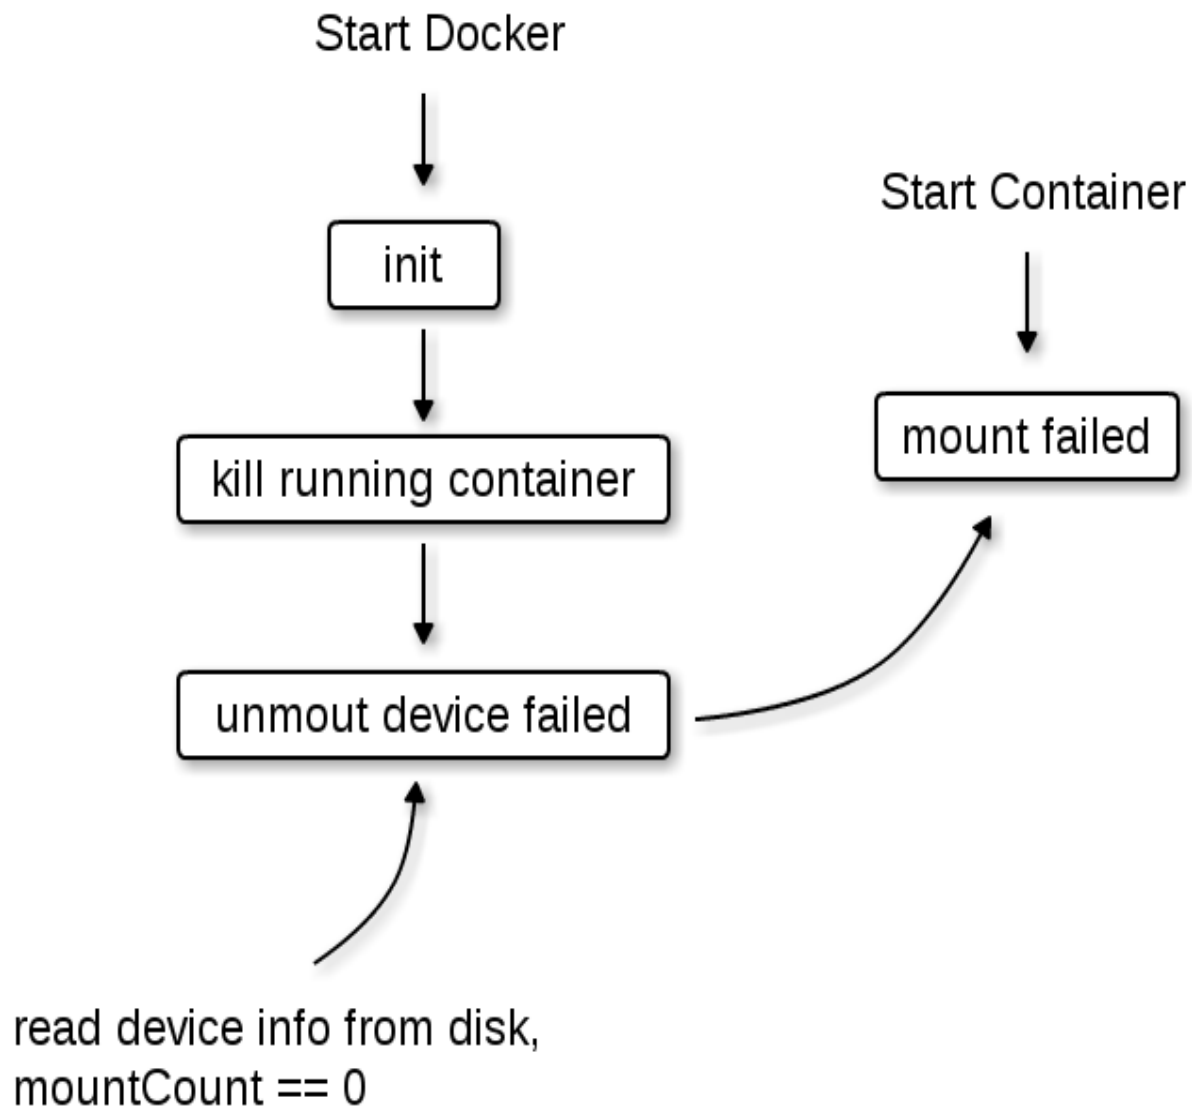 Start Docker
Start Container
init
mount failed
kill running container
unmout device failed
read device info from disk,
mountCount == 0